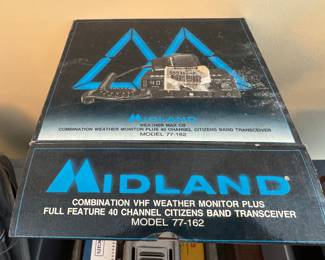 MIDLAND
WEATHER MAX CB
COMBINATION WEATHER MONITOR PLUS 40 CHANNEL CITIZENS BAND TRANSCEIVER
MODEL 77-162
MIDLAND
COMBINATION VHF WEATHER MONITOR PLUS
FULL FEATURE 40 CHANNEL CITIZENS BAND TRANSCEIVER
MODEL 77-162